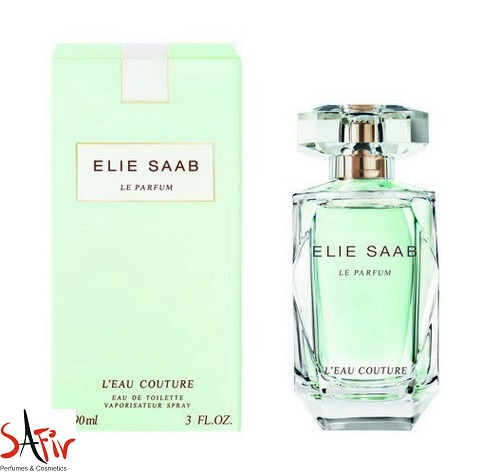 ELIE SAAB
LE PARFUM
L'EAU COUTURE
EAU DE TOILETTE
VAPORISATEUR SPRAY
90ml 3 FL.OZ.
ELIE SAAB
LE PARFUM
L'EAU COUTURE
SAFIR
Perfumes & Cosmetics